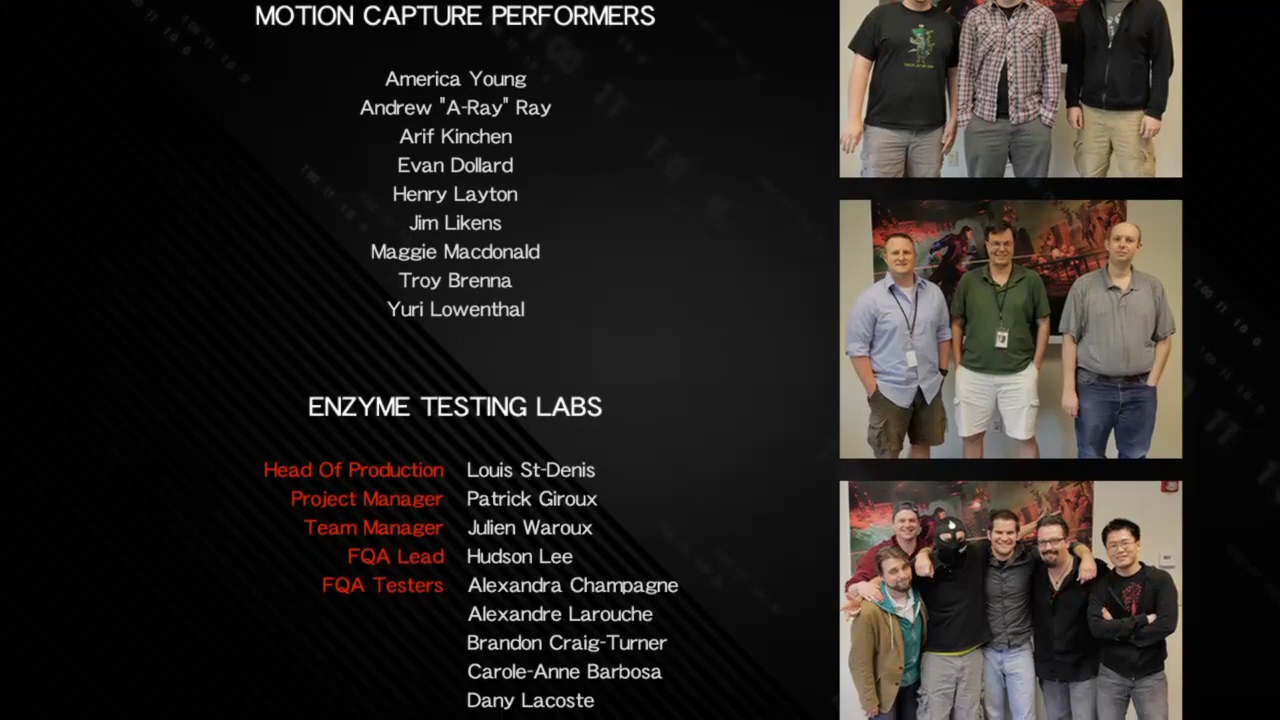 MOTION CAPTURE PERFORMERS
America Young
Andrew "A-Ray" Ray
Arif Kinchen
Evan Dollard
Henry Layton
Jim Likens
Maggie Macdonald
Troy Brenna
Yuri Lowenthal
ENZYME TESTING LABS
Head Of Production Louis St-Denis
Project Manager Patrick Giroux
Team Manager Julien Waroux
FQA Lead Hudson Lee
FQA Testers Alexandra Champagne
Alexandre Larouche
Brandon Craig-Turner
Carole-Anne Barbosa
Dany Lacoste